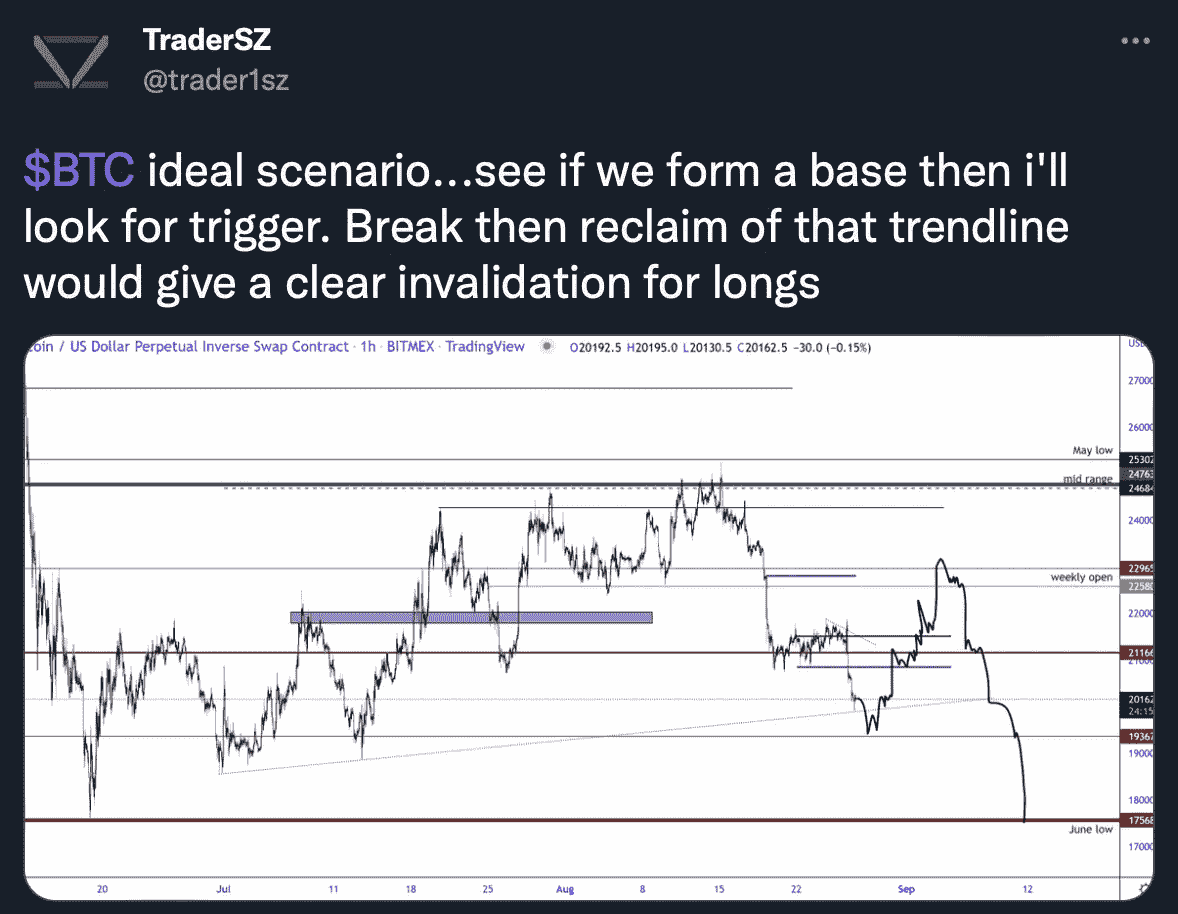 TraderSZ
@trader1sz
$BTC ideal scenario...see if we form a base then i'll
look for trigger. Break then reclaim of that trendline
would give a clear invalidation for longs
coin / US Dollar Perpetual Inverse Swap Contract · 1h · BITMEX · TradingView O20192.5 H20195.0 L20130.5 C20162.5 −30.0 (−0.15%)
27000
26000
May low 25302
24763
mid range 24684
24000
22965
weekly open 22580
22000
21166
21000
20162
24:15
19367
19000
18000
17568
June low
17000
20 Jul 11 18 25 Aug 8 15 22 Sep 12